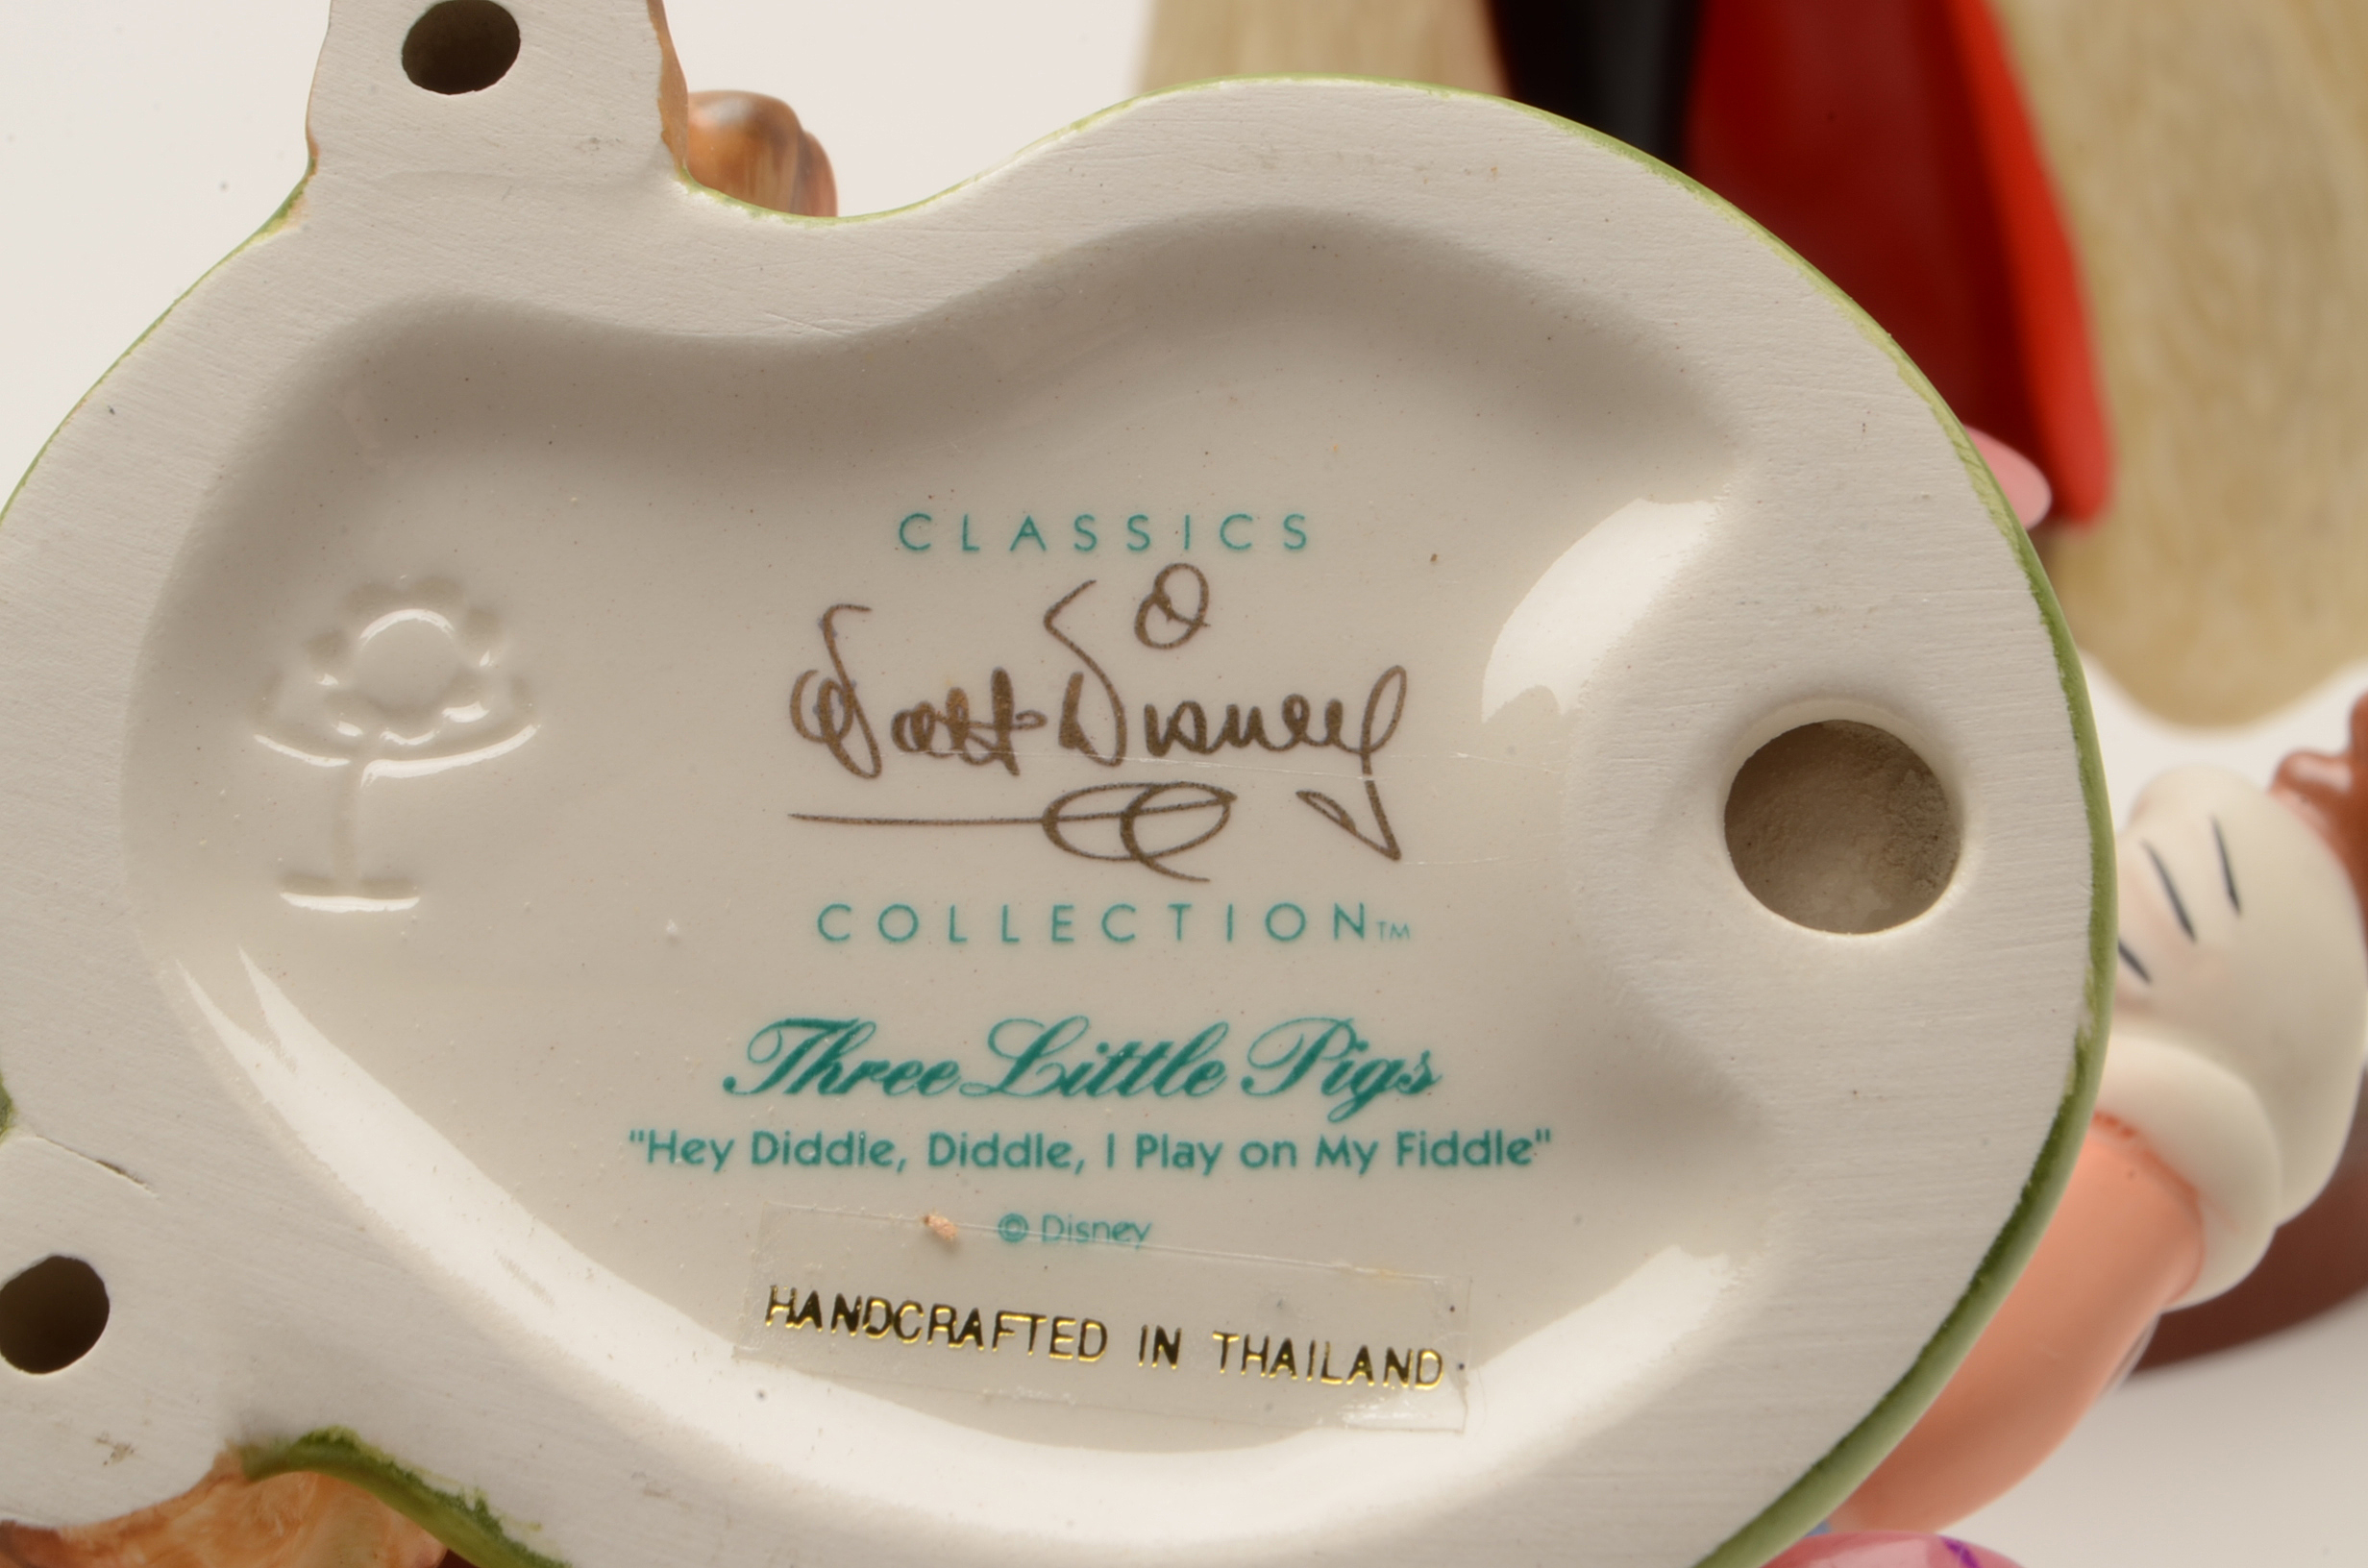 CLASSICS
Walt Disney
COLLECTION™
Three Little Pigs
"Hey Diddle, Diddle, I Play on My Fiddle"
© Disney
HANDCRAFTED IN THAILAND